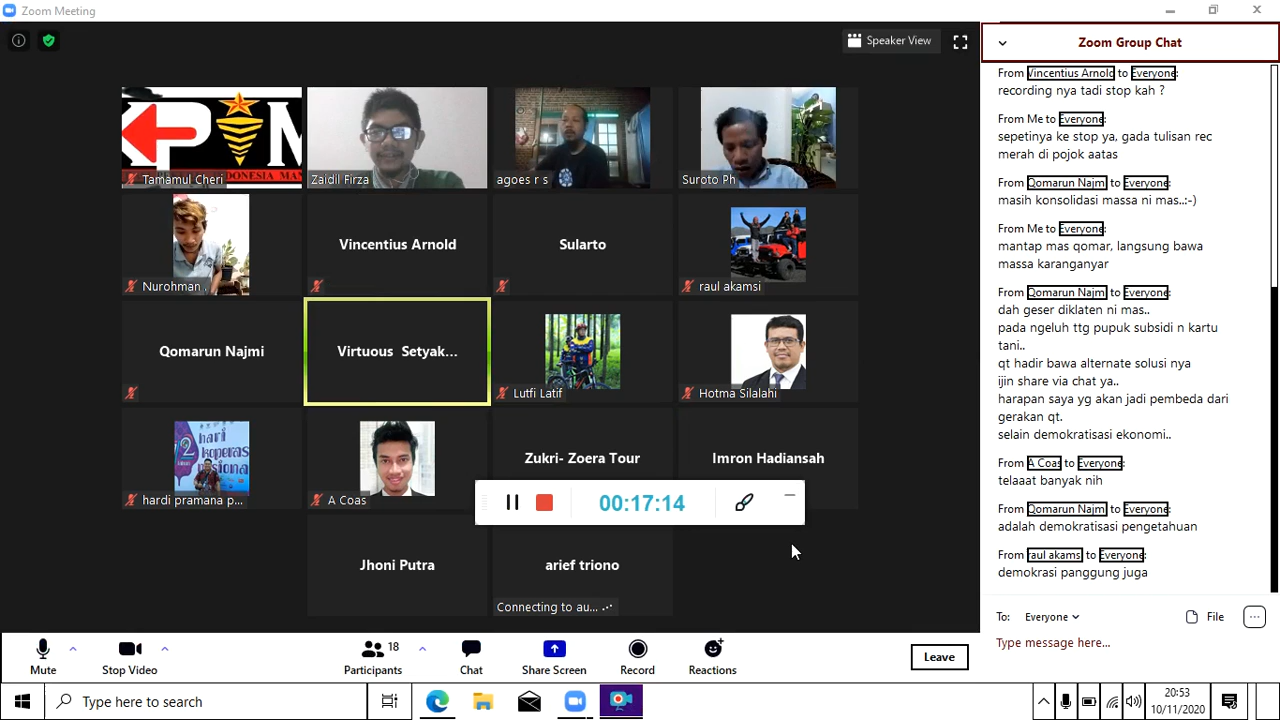 Zoom Meeting
Speaker View
Zoom Group Chat
Tamamul Cheri
INDONESIA MAN
Zaidil Firza
agoes r s
Suroto Ph
Nurohman .
Vincentius Arnold
Sularto
raul akamsi
Qomarun Najmi
Virtuous Setyak...
Lutfi Latif
Hotma Silalahi
hari
hardi pramana p...
A Coas
Zukri- Zoera Tour
Imron Hadiansah
00:17:14
Jhoni Putra
arief triono
Connecting to au...
From Vincentius Arnold to Everyone:
recording nya tadi stop kah ?
From Me to Everyone:
sepetinya ke stop ya, gada tulisan rec
merah di pojok aatas
From Qomarun Najmi to Everyone:
masih konsolidasi massa ni mas..:-)
From Me to Everyone:
mantap mas qomar, langsung bawa
massa karanganyar
From Qomarun Najmi to Everyone:
dah geser diklaten ni mas..
pada ngeluh ttg pupuk subsidi n kartu
tani..
qt hadir bawa alternate solusi nya
ijin share via chat ya..
harapan saya yg akan jadi pembeda dari
gerakan qt.
selain demokratisasi ekonomi..
From A Coas to Everyone:
telaaat banyak nih
From Qomarun Najmi to Everyone:
adalah demokratisasi pengetahuan
From raul akamsi to Everyone:
demokrasi panggung juga
To: Everyone File ...
Type message here...
Mute
Stop Video
Participants 18
Chat
Share Screen
Record
Reactions
Leave
Type here to search
20:53
10/11/2020